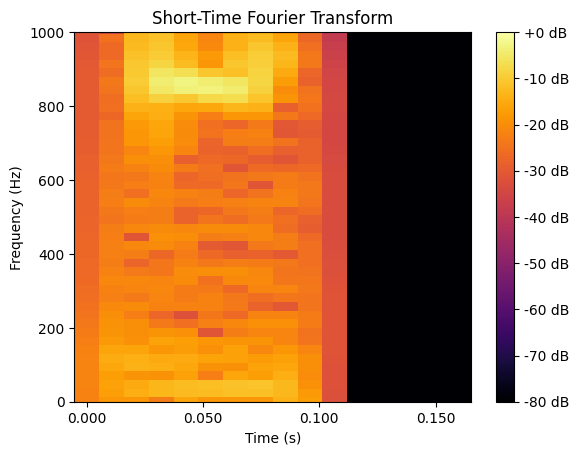 Short-Time Fourier Transform
1000
800
600
400
200
0
Frequency (Hz)
0.000
0.050
0.100
0.150
Time (s)
+0 dB
-10 dB
-20 dB
-30 dB
-40 dB
-50 dB
-60 dB
-70 dB
-80 dB